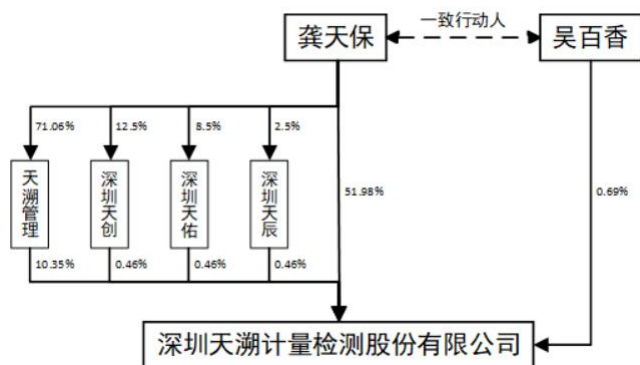 一致行动人
龚天保
吴百香
71.06%
12.5%
8.5%
2.5%
天溯管理
深圳天创
深圳天佑
深圳天辰
51.98%
0.69%
10.35%
0.46%
0.46%
0.46%
深圳天溯计量检测股份有限公司